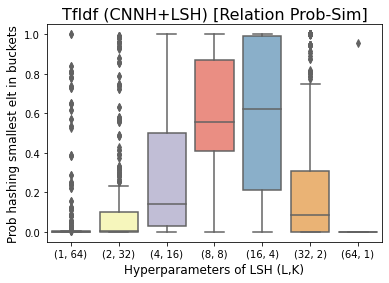 TfIdf (CNNH+LSH) [Relation Prob-Sim]
Prob hashing smallest elt in buckets
1.0
0.8
0.6
0.4
0.2
0.0
(1, 64) (2, 32) (4, 16) (8, 8) (16, 4) (32, 2) (64, 1)
Hyperparameters of LSH (L,K)